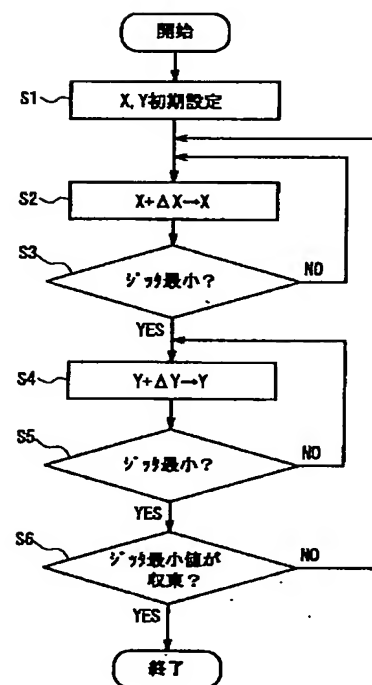 開始
S1
X,Y初期設定
S2
X+ΔX→X
S3
ジッタ最小?
NO
YES
S4
Y+ΔY→Y
S5
ジッタ最小?
NO
YES
S6
ジッタ最小値が
収束?
NO
YES
終了